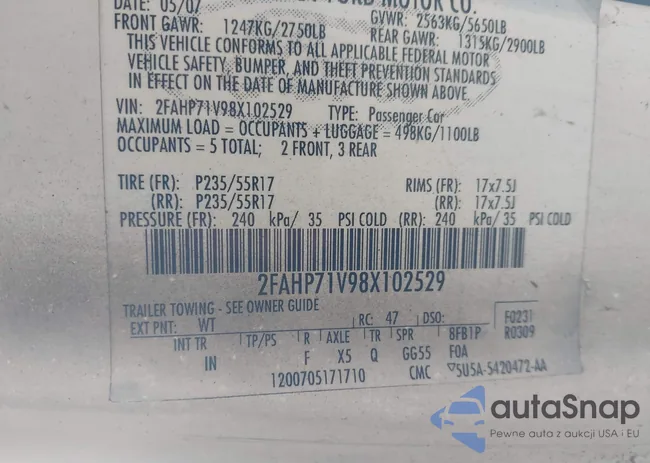 DATE: 05/07 FORD MOTOR CO.
FRONT GAWR: 1247KG/2750LB GVWR: 2563KG/5650LB
REAR GAWR: 1315KG/2900LB
THIS VEHICLE CONFORMS TO ALL APPLICABLE FEDERAL MOTOR
VEHICLE SAFETY, BUMPER, AND THEFT PREVENTION STANDARDS
IN EFFECT ON THE DATE OF MANUFACTURE SHOWN ABOVE.
VIN: 2FAHP71V98X102529 TYPE: Passenger Car
MAXIMUM LOAD = OCCUPANTS + LUGGAGE = 498KG/1100LB
OCCUPANTS = 5 TOTAL; 2 FRONT, 3 REAR
TIRE (FR): P235/55R17 RIMS (FR): 17x7.5J
(RR): P235/55R17 (RR): 17x7.5J
PRESSURE (FR): 240 kPa/ 35 PSI COLD (RR): 240 kPa/ 35 PSI COLD
2FAHP71V98X102529
TRAILER TOWING - SEE OWNER GUIDE
EXT PNT: WT RC: 47 DSO: F0231
INT TR TP/PS R AXLE TR SPR 8FB1P R0309
IN F X5 Q GG55 F0A
1200705171710 CMC 5U5A-5420472-AA
autaSnap
Pewne auta z aukcji USA i EU